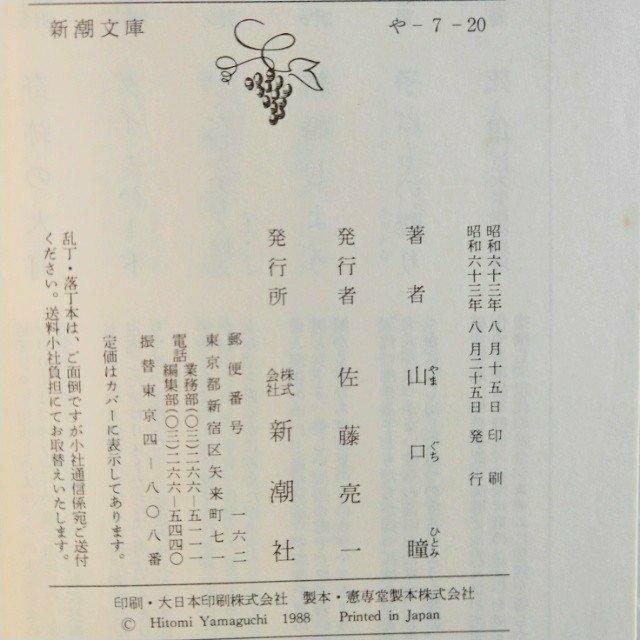 新潮文庫
や-7-20
昭和六十三年 八月十五日 印刷
昭和六十三年 八月二十五日 発行
著者 山口瞳
やまぐちひとみ
発行者 佐藤亮一
発行所 株式会社 新潮社
郵便番号 一六二
東京都新宿区矢来町七一
電話 業務部(〇三)二六六―五一一一
編集部(〇三)二六六―五四四〇
振替東京四―八〇八番
定価はカバーに表示してあります。
乱丁・落丁本は、ご面倒ですが小社通信係宛ご送付
ください。送料小社負担にてお取替えいたします。
印刷・大日本印刷株式会社 製本・憲専堂製本株式会社
© Hitomi Yamaguchi 1988 Printed in Japan